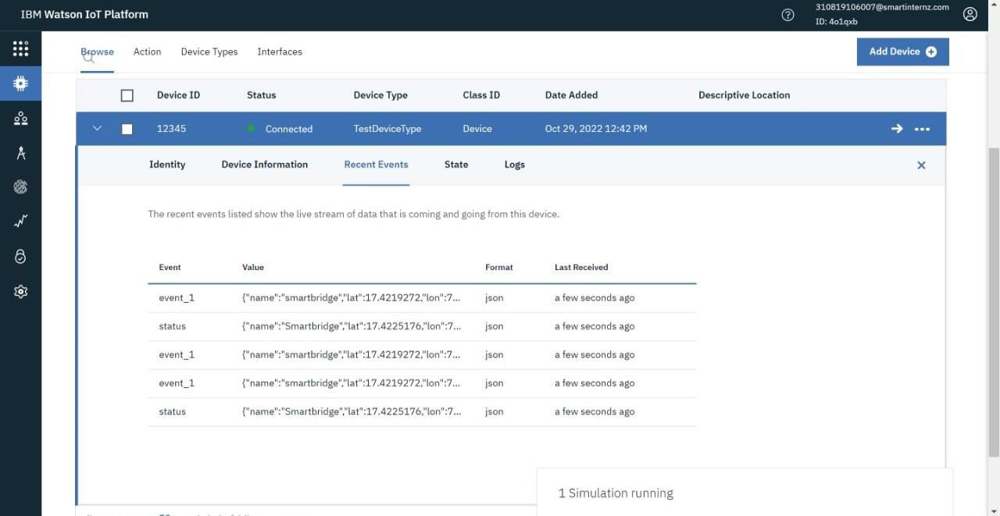 IBM Watson IoT Platform
310819106007@smartinternz.com
ID: 4o1qxb
Browse Action Device Types Interfaces
Add Device
Device ID Status Device Type Class ID Date Added Descriptive Location
12345 Connected TestDeviceType Device Oct 29, 2022 12:42 PM
Identity Device Information Recent Events State Logs
The recent events listed show the live stream of data that is coming and going from this device.
Event Value Format Last Received
event_1 {"name":"smartbridge","lat":17.4219272,"lon":7... json a few seconds ago
status {"name":"Smartbridge","lat":17.4225176,"lon":7... json a few seconds ago
event_1 {"name":"smartbridge","lat":17.4219272,"lon":7... json a few seconds ago
event_1 {"name":"smartbridge","lat":17.4219272,"lon":7... json a few seconds ago
status {"name":"Smartbridge","lat":17.4225176,"lon":7... json a few seconds ago
1 Simulation running